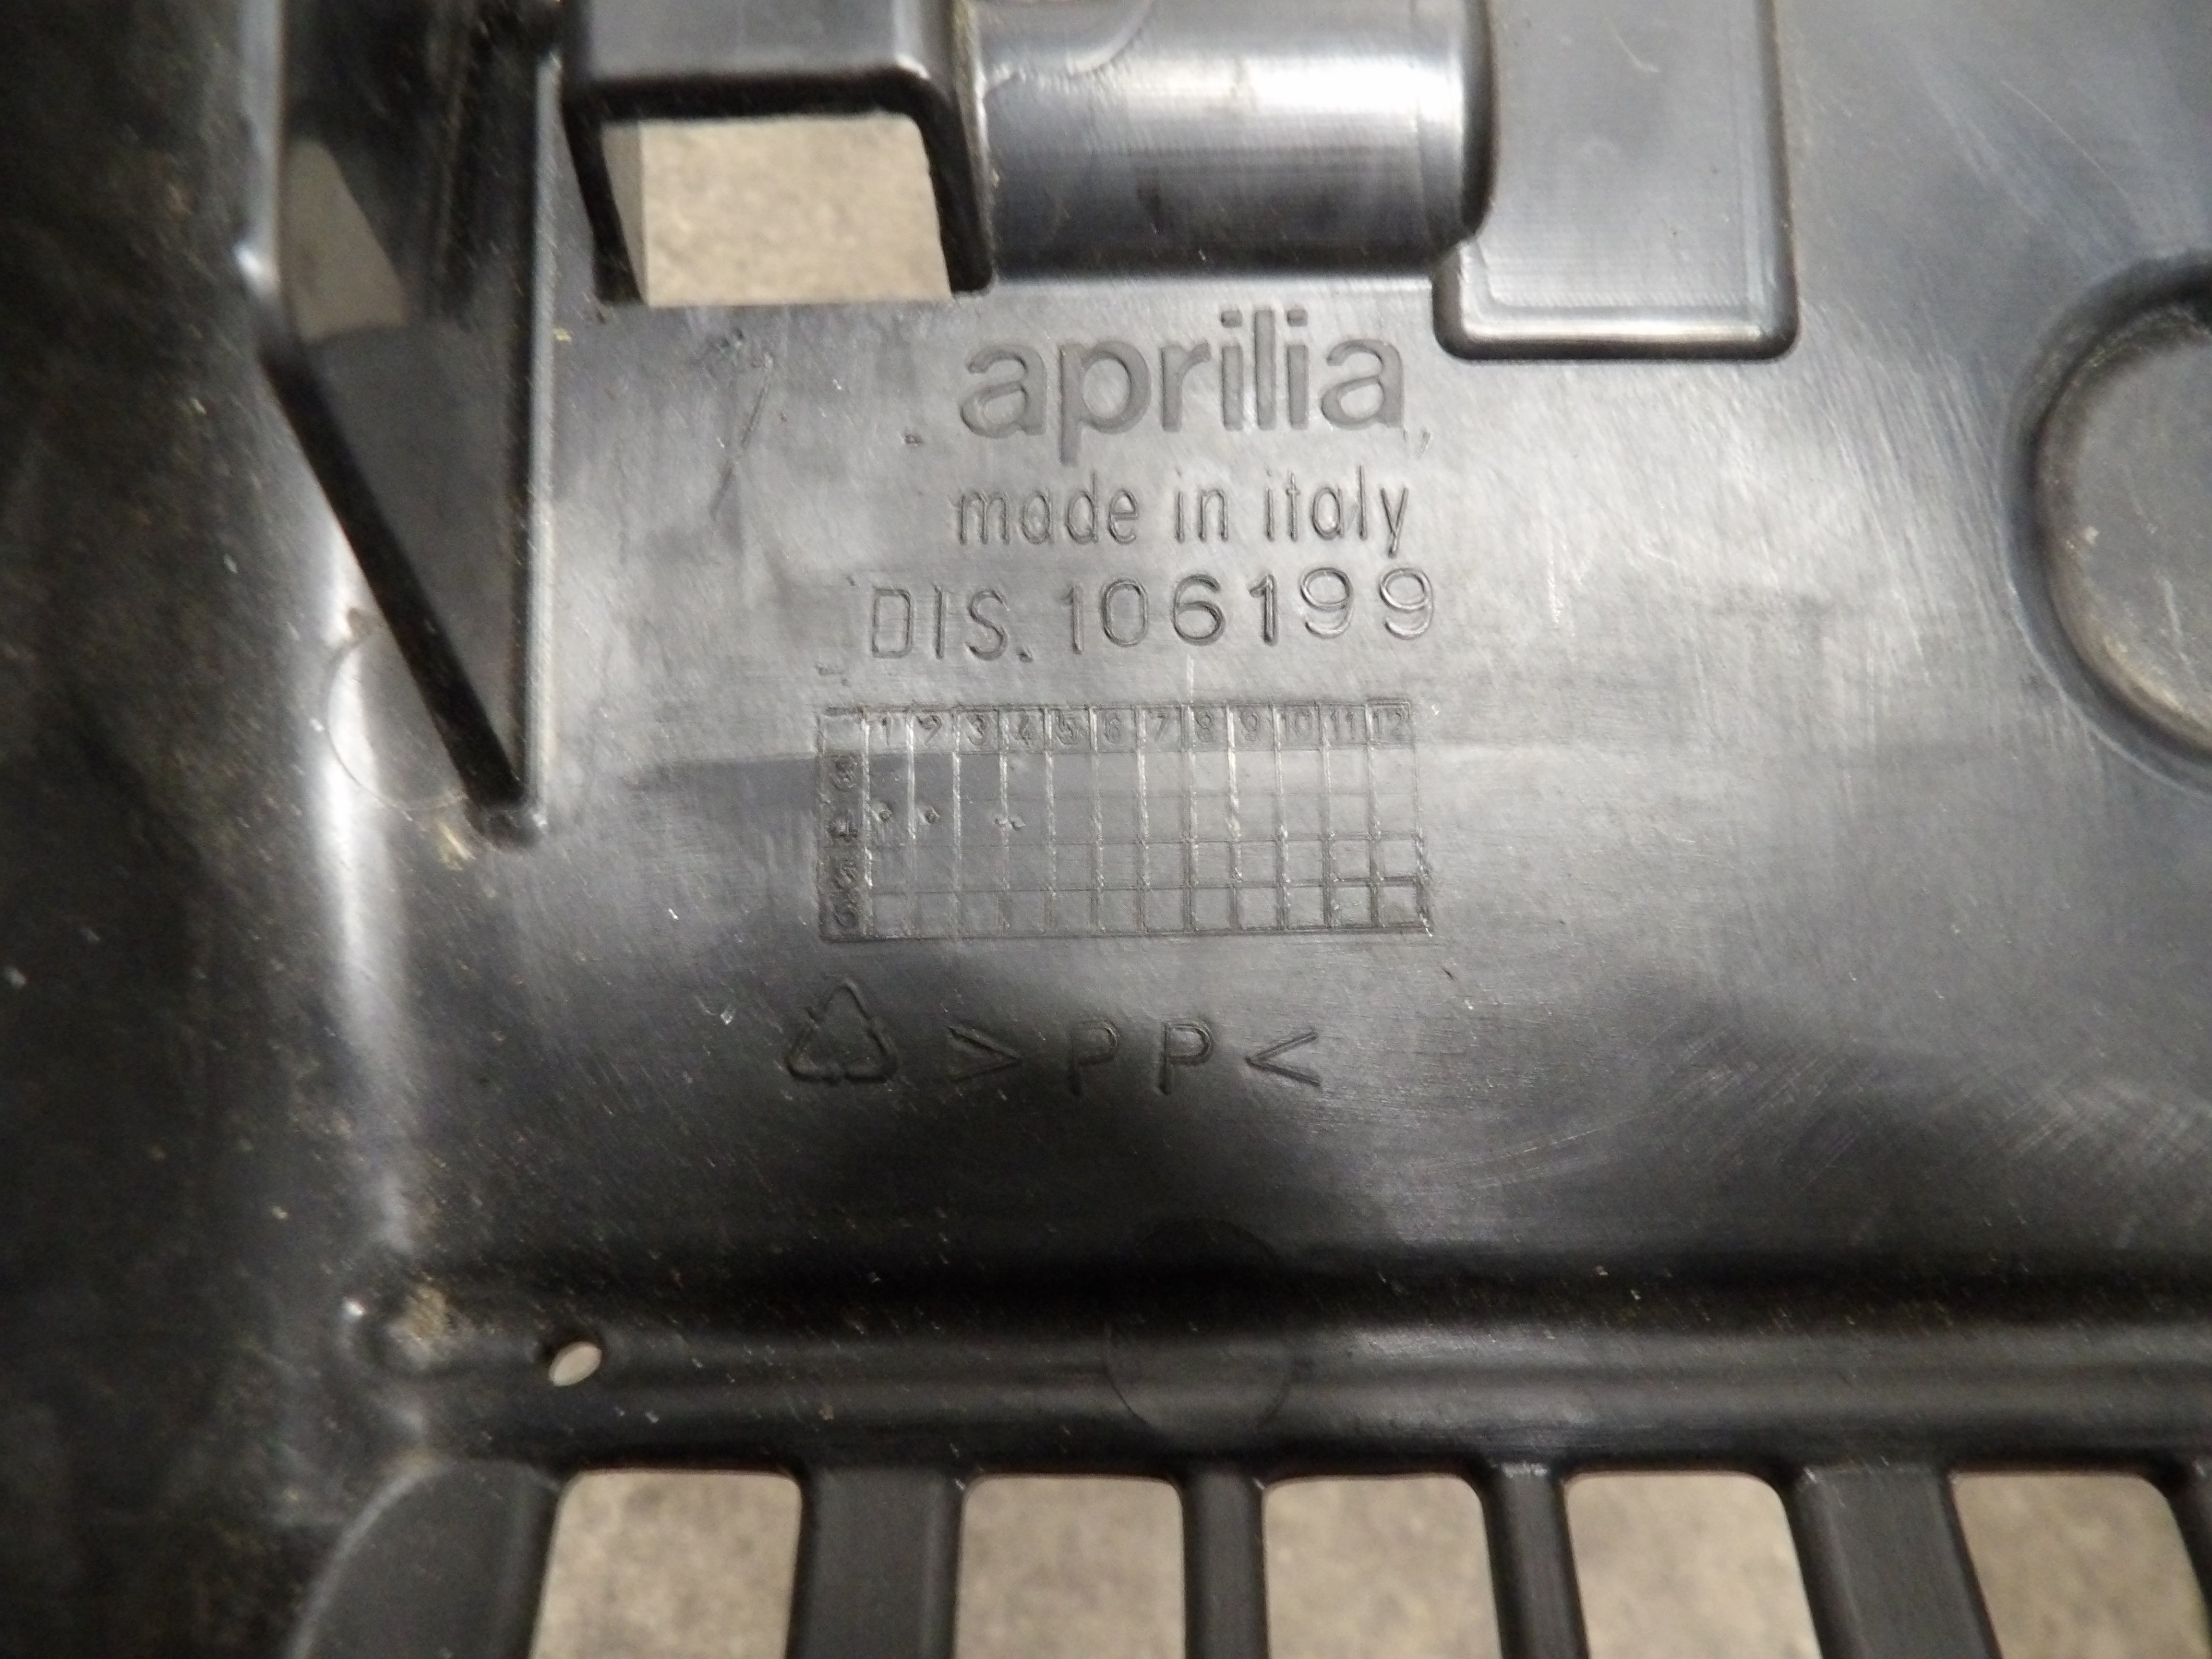 aprilia
made in italy
DIS. 106199
1 2 3 4 5 6 7 8 9 10 11 12
>PP<